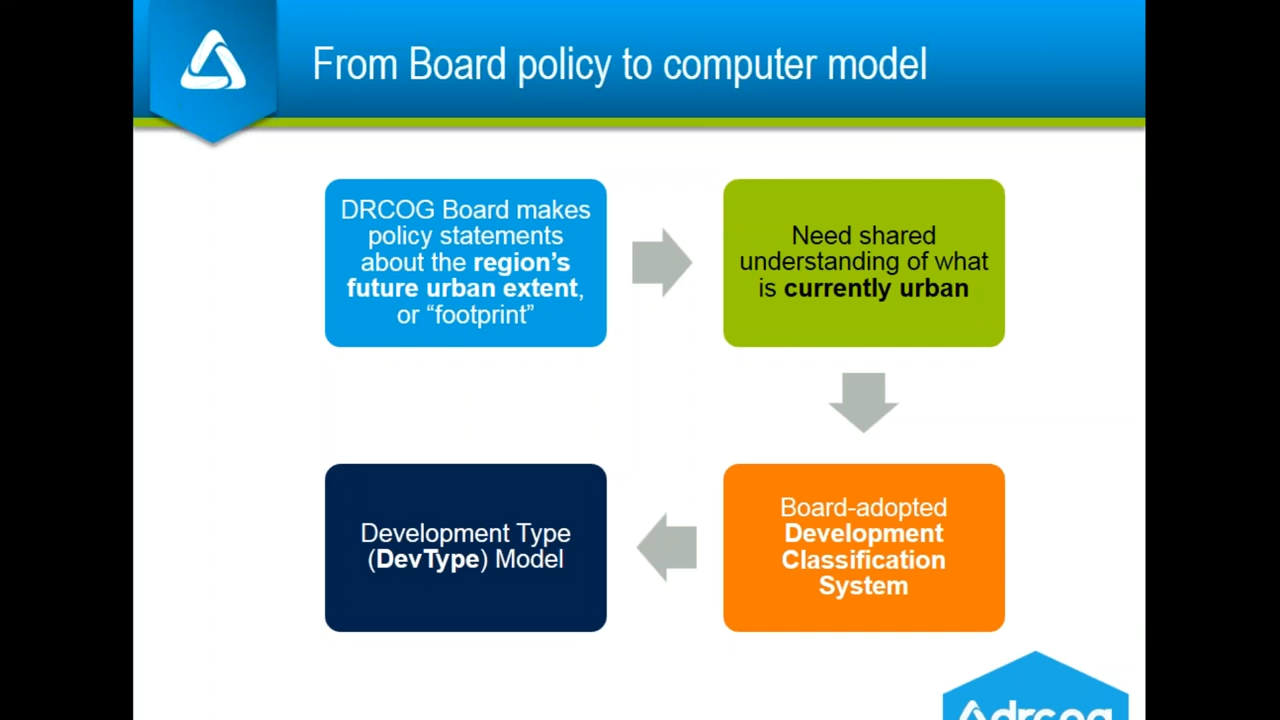 From Board policy to computer model
DRCOG Board makes
policy statements
about the region's
future urban extent,
or “footprint”
Need shared
understanding of what
is currently urban
Board-adopted
Development
Classification
System
Development Type
(DevType) Model
drcog